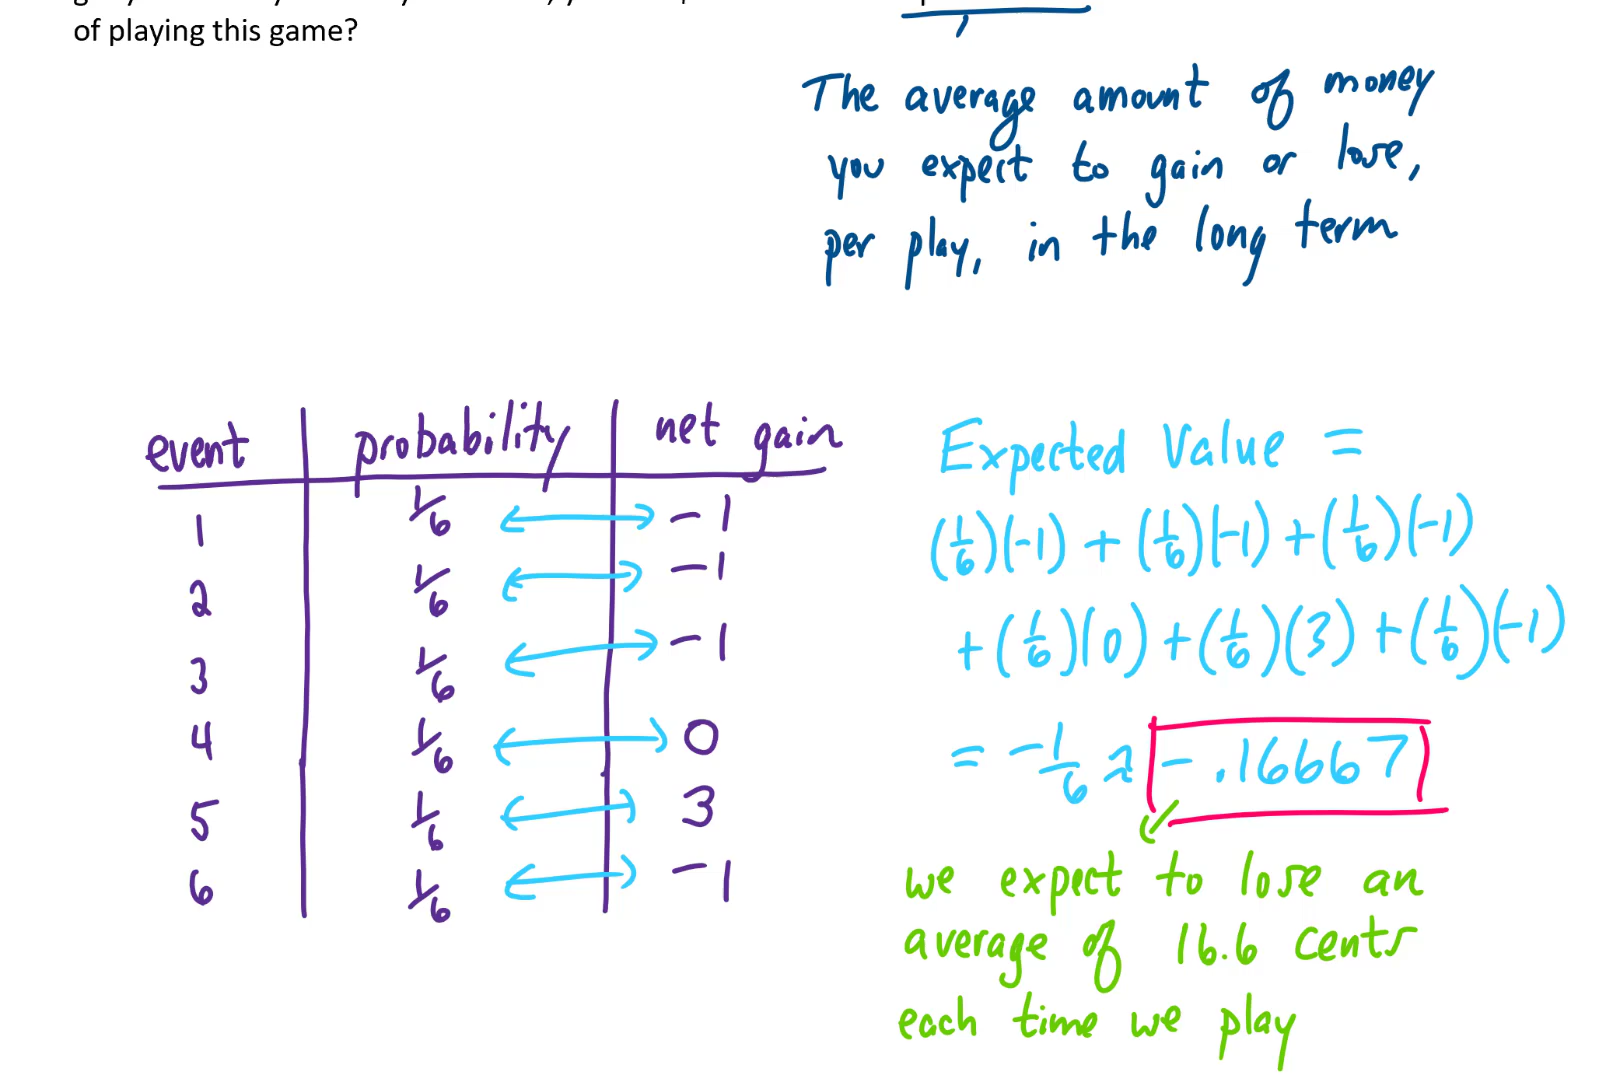 of playing this game?
The average amount of money
you expect to gain or lose,
per play, in the long term
event probability net gain
1 1/6 -1
2 1/6 -1
3 1/6 -1
4 1/6 0
5 1/6 3
6 1/6 -1
Expected Value =
(1/6)(-1) + (1/6)(-1) + (1/6)(-1)
+ (1/6)(0) + (1/6)(3) + (1/6)(-1)
= -1/6 ≈ -.16667
we expect to lose an
average of 16.6 cents
each time we play